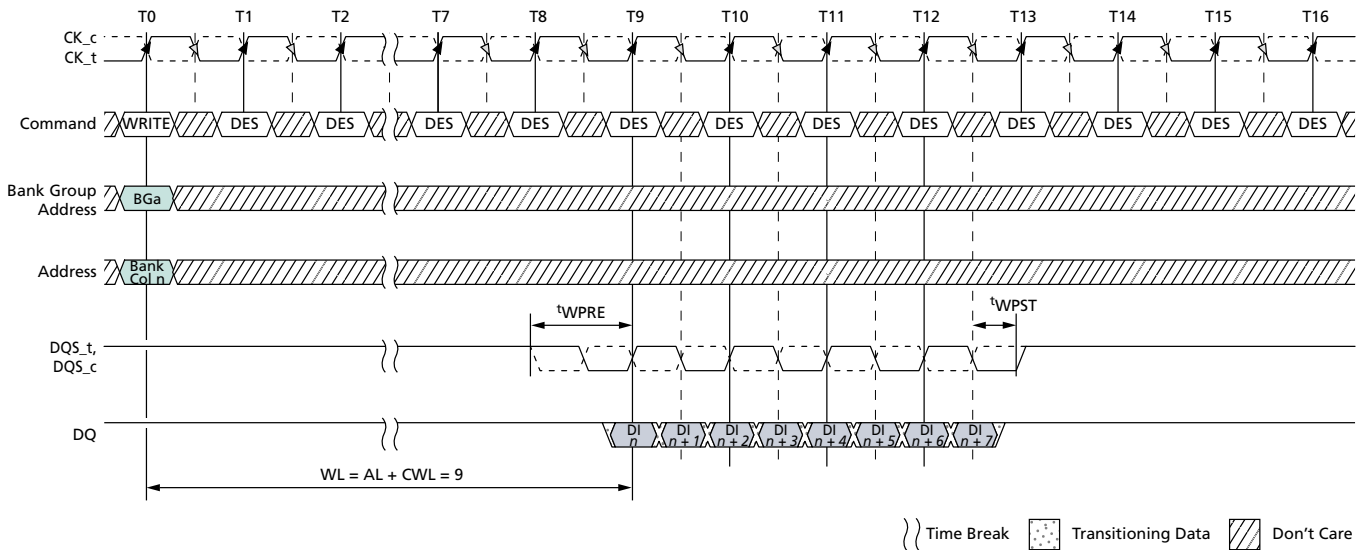 T0 T1 T2 T7 T8 T9 T10 T11 T12 T13 T14 T15 T16
CK_c
CK_t
Command WRITE DES DES DES DES DES DES DES DES DES DES DES DES
Bank Group
Address
BGa
Address
Bank
Col n
tWPRE
tWPST
DQS_t,
DQS_c
DQ
DI
n
DI
n + 1
DI
n + 2
DI
n + 3
DI
n + 4
DI
n + 5
DI
n + 6
DI
n + 7
WL = AL + CWL = 9
Time Break Transitioning Data Don't Care